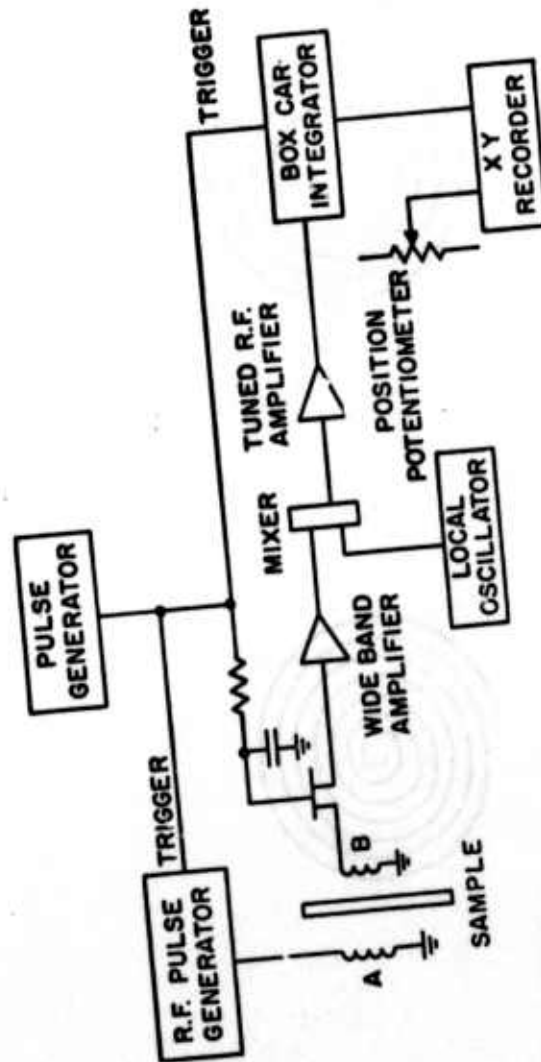 PULSE
GENERATOR
TRIGGER
TRIGGER
R.F. PULSE
GENERATOR
BOX CAR
INTEGRATOR
TUNED R.F.
AMPLIFIER
MIXER
WIDE BAND
AMPLIFIER
A
B
SAMPLE
LOCAL
OSCILLATOR
POSITION
POTENTIOMETER
X Y
RECORDER